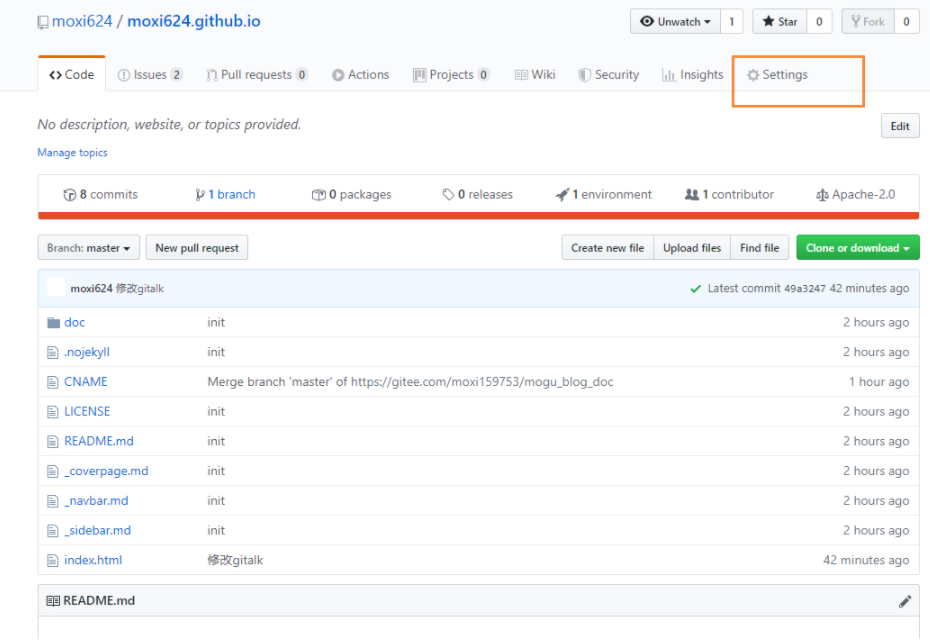 moxi624 / moxi624.github.io Unwatch 1 Star 0 Fork 0
Code Issues 2 Pull requests 0 Actions Projects 0 Wiki Security Insights Settings
No description, website, or topics provided. Edit
Manage topics
8 commits 1 branch 0 packages 0 releases 1 environment 1 contributor Apache-2.0
Branch: master New pull request Create new file Upload files Find file Clone or download
moxi624 修改gitalk Latest commit 49a3247 42 minutes ago
doc init 2 hours ago
.nojekyll init 2 hours ago
CNAME Merge branch 'master' of https://gitee.com/moxi159753/mogu_blog_doc 1 hour ago
LICENSE init 2 hours ago
README.md init 2 hours ago
_coverpage.md init 2 hours ago
_navbar.md init 2 hours ago
_sidebar.md init 2 hours ago
index.html 修改gitalk 42 minutes ago
README.md